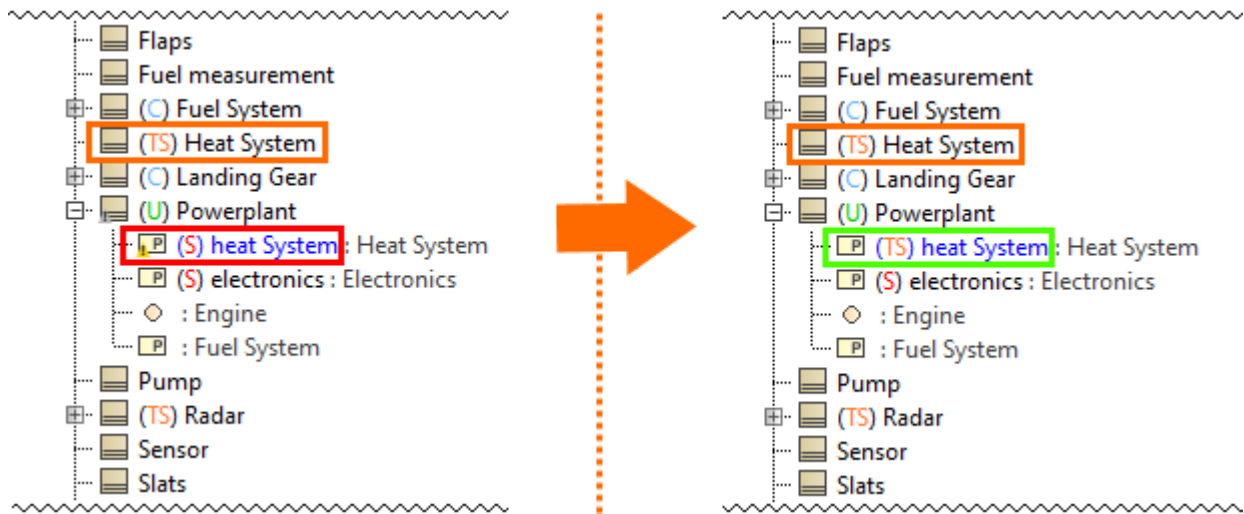 Flaps
Fuel measurement
(C) Fuel System
(TS) Heat System
(C) Landing Gear
(U) Powerplant
P (S) heat System : Heat System
P (S) electronics : Electronics
: Engine
P : Fuel System
Pump
(TS) Radar
Sensor
Slats
Flaps
Fuel measurement
(C) Fuel System
(TS) Heat System
(C) Landing Gear
(U) Powerplant
P (TS) heat System : Heat System
P (S) electronics : Electronics
: Engine
P : Fuel System
Pump
(TS) Radar
Sensor
Slats